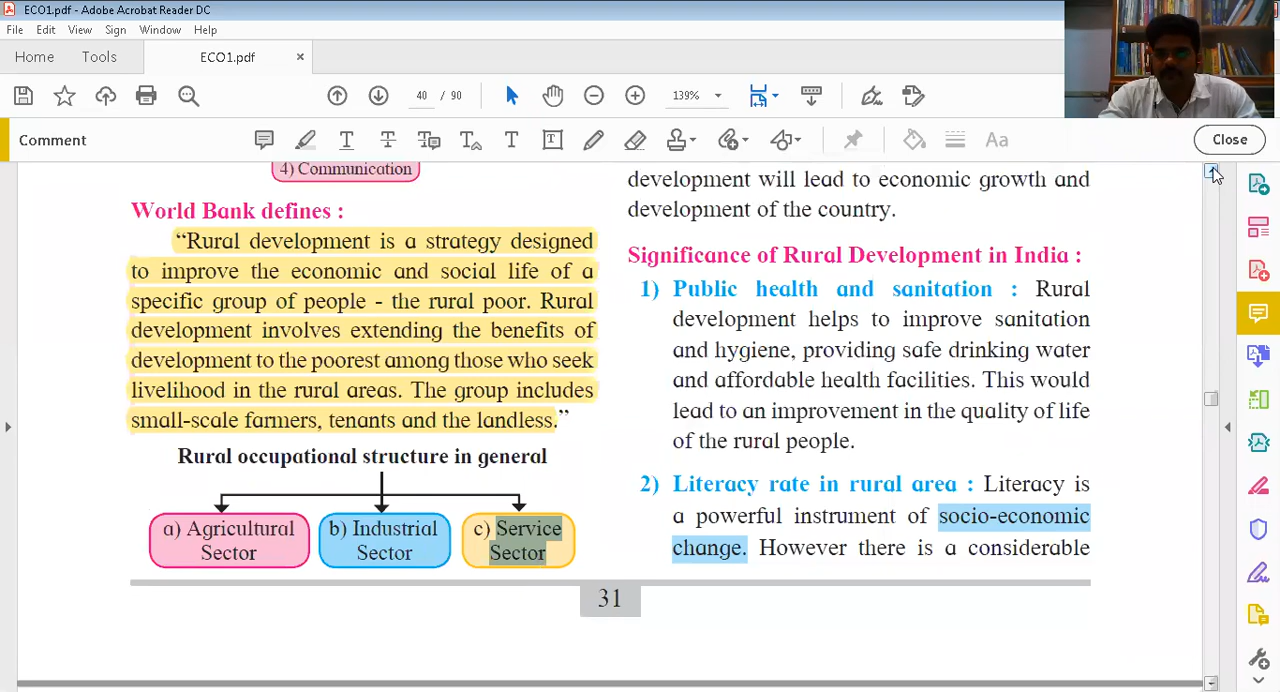 ECO1.pdf - Adobe Acrobat Reader DC
File Edit View Sign Window Help
Home Tools ECO1.pdf ×
40 / 90 139%
Comment Close
4) Communication
World Bank defines :
“Rural development is a strategy designed
to improve the economic and social life of a
specific group of people - the rural poor. Rural
development involves extending the benefits of
development to the poorest among those who seek
livelihood in the rural areas. The group includes
small-scale farmers, tenants and the landless.”
Rural occupational structure in general
a) Agricultural
Sector
b) Industrial
Sector
c) Service
Sector
development will lead to economic growth and
development of the country.
Significance of Rural Development in India :
1) Public health and sanitation : Rural
development helps to improve sanitation
and hygiene, providing safe drinking water
and affordable health facilities. This would
lead to an improvement in the quality of life
of the rural people.
2) Literacy rate in rural area : Literacy is
a powerful instrument of socio-economic
change. However there is a considerable
31